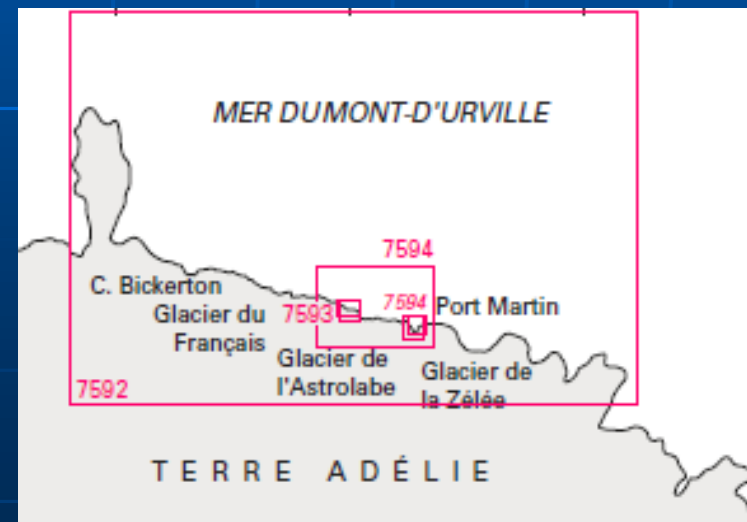 MER DUMONT-D'URVILLE
7594
C. Bickerton
7594
Port Martin
Glacier du
Français
7593
Glacier de
l'Astrolabe
Glacier de
la Zélée
7592
TERRE ADÉLIE